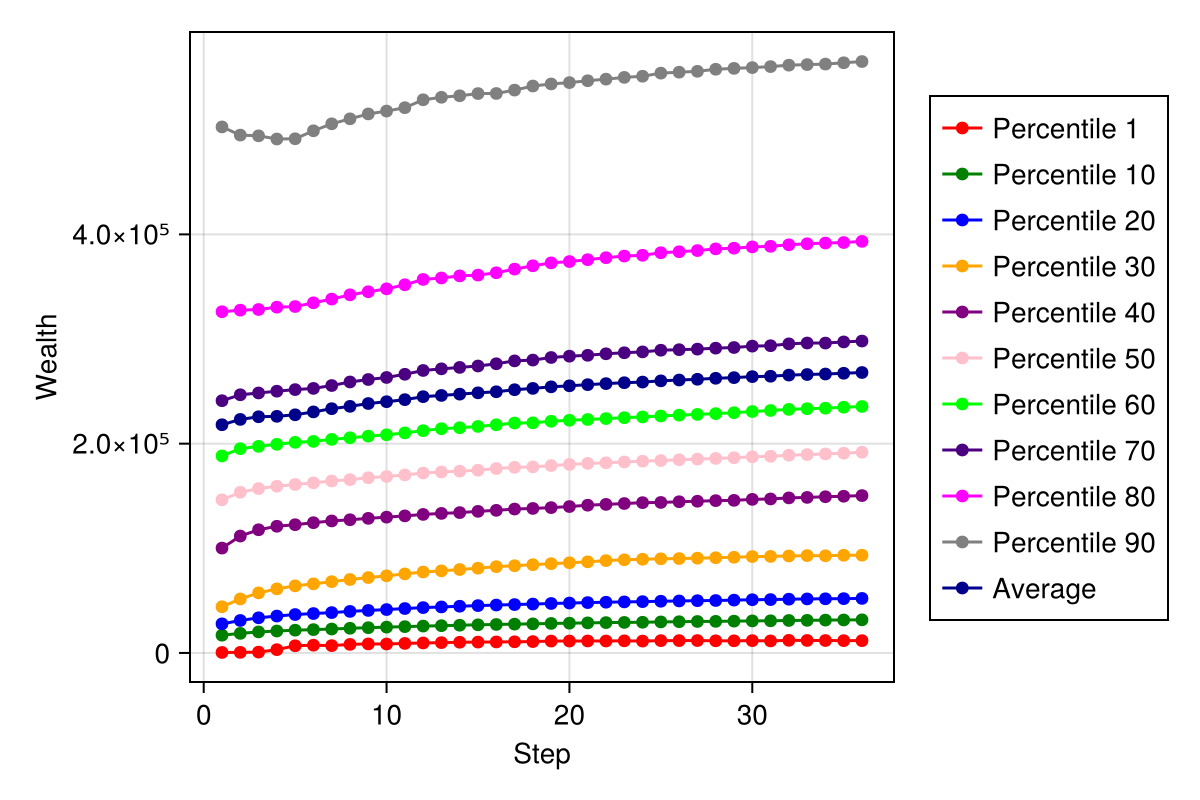 4.0×10⁵
2.0×10⁵
0
Wealth
0 10 20 30
Step
Percentile 1
Percentile 10
Percentile 20
Percentile 30
Percentile 40
Percentile 50
Percentile 60
Percentile 70
Percentile 80
Percentile 90
Average